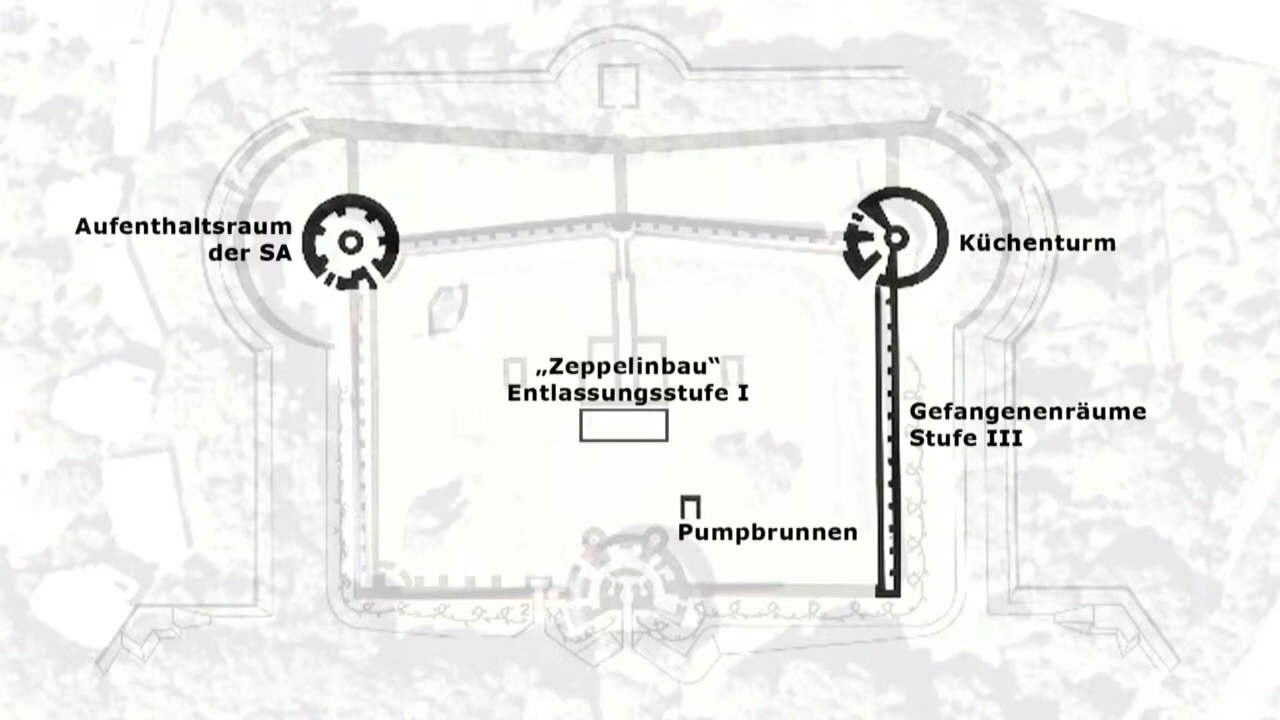 Aufenthaltsraum
der SA
Küchenturm
„Zeppelinbau“
Entlassungsstufe I
Gefangenenräume
Stufe III
Pumpbrunnen